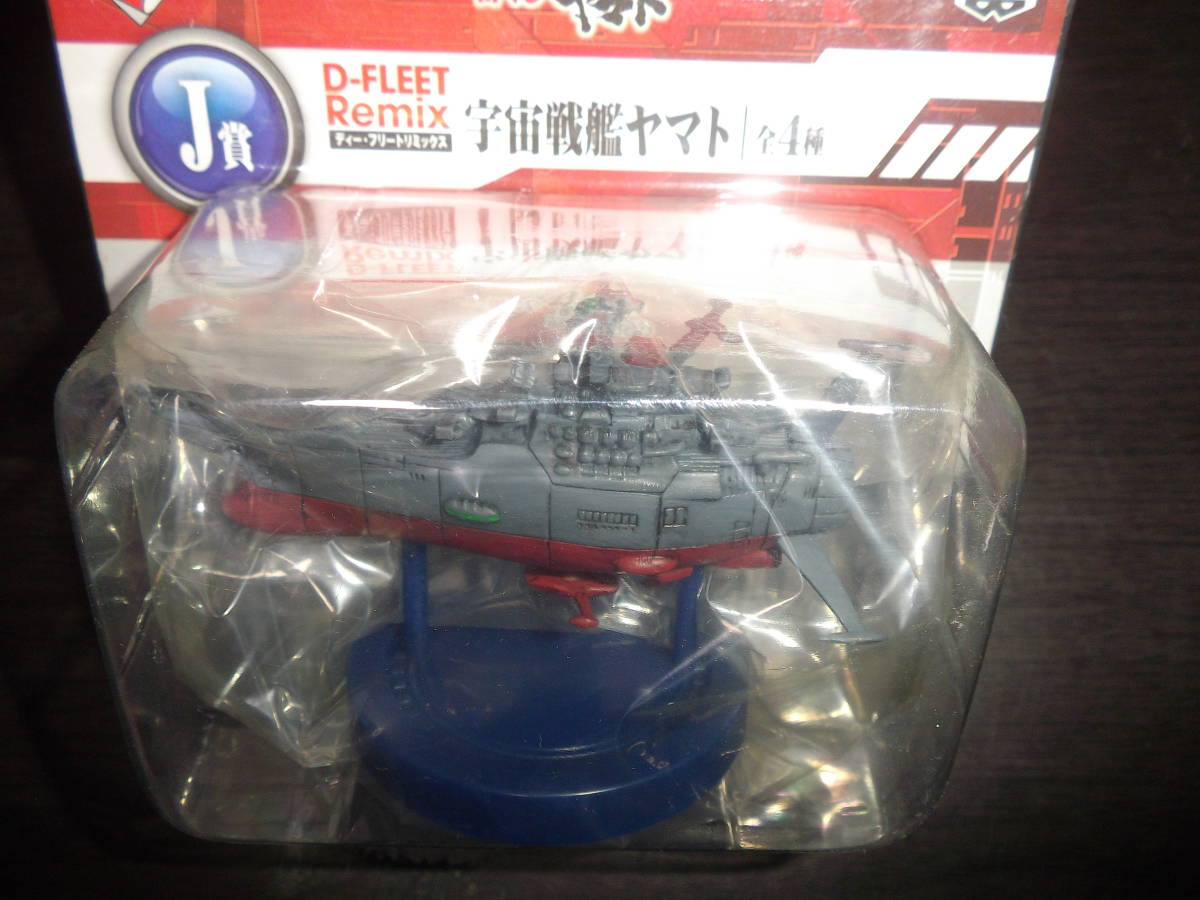 J賞
D-FLEET
Remix
ディー・フリートリミックス
宇宙戦艦ヤマト
全4種